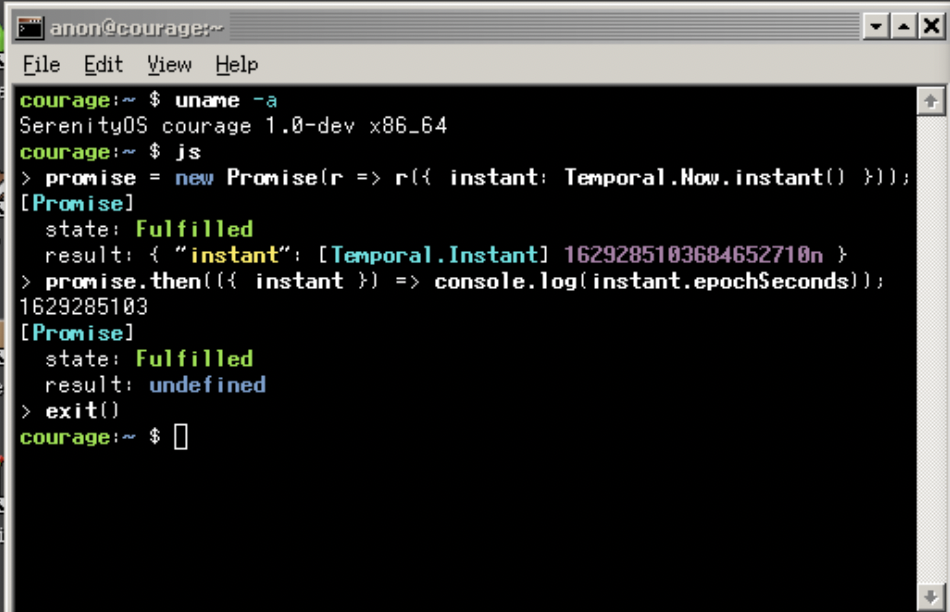 anon@courage:~
File Edit View Help
courage:~ $ uname -a
SerenityOS courage 1.0-dev x86_64
courage:~ $ js
> promise = new Promise(r => r({ instant: Temporal.Now.instant() }));
[Promise]
  state: Fulfilled
  result: { "instant": [Temporal.Instant] 1629285103684652710n }
> promise.then(({ instant }) => console.log(instant.epochSeconds));
1629285103
[Promise]
  state: Fulfilled
  result: undefined
> exit()
courage:~ $